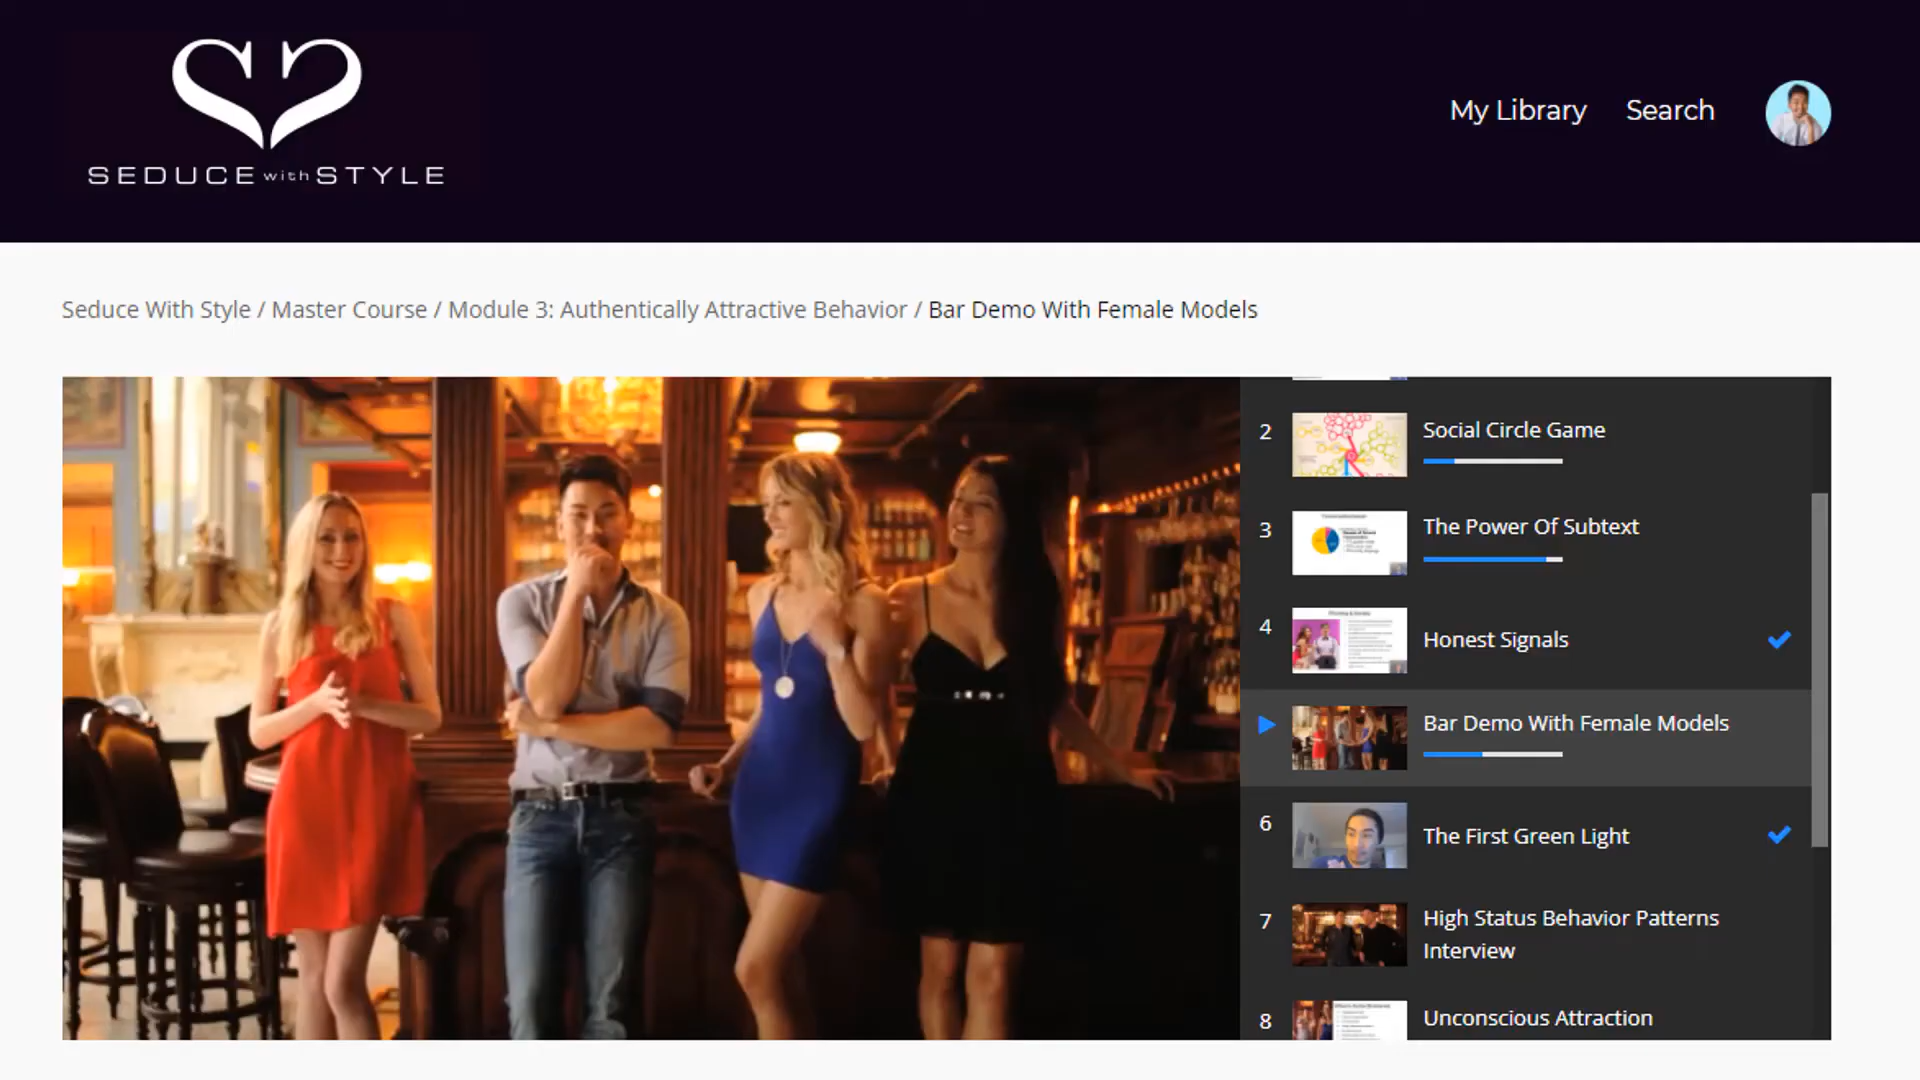 SEDUCE with STYLE
My Library
Search
Seduce With Style / Master Course / Module 3: Authentically Attractive Behavior / Bar Demo With Female Models
2
Social Circle Game
3
The Power Of Subtext
4
Honest Signals
Bar Demo With Female Models
6
The First Green Light
7
High Status Behavior Patterns
Interview
8
Unconscious Attraction